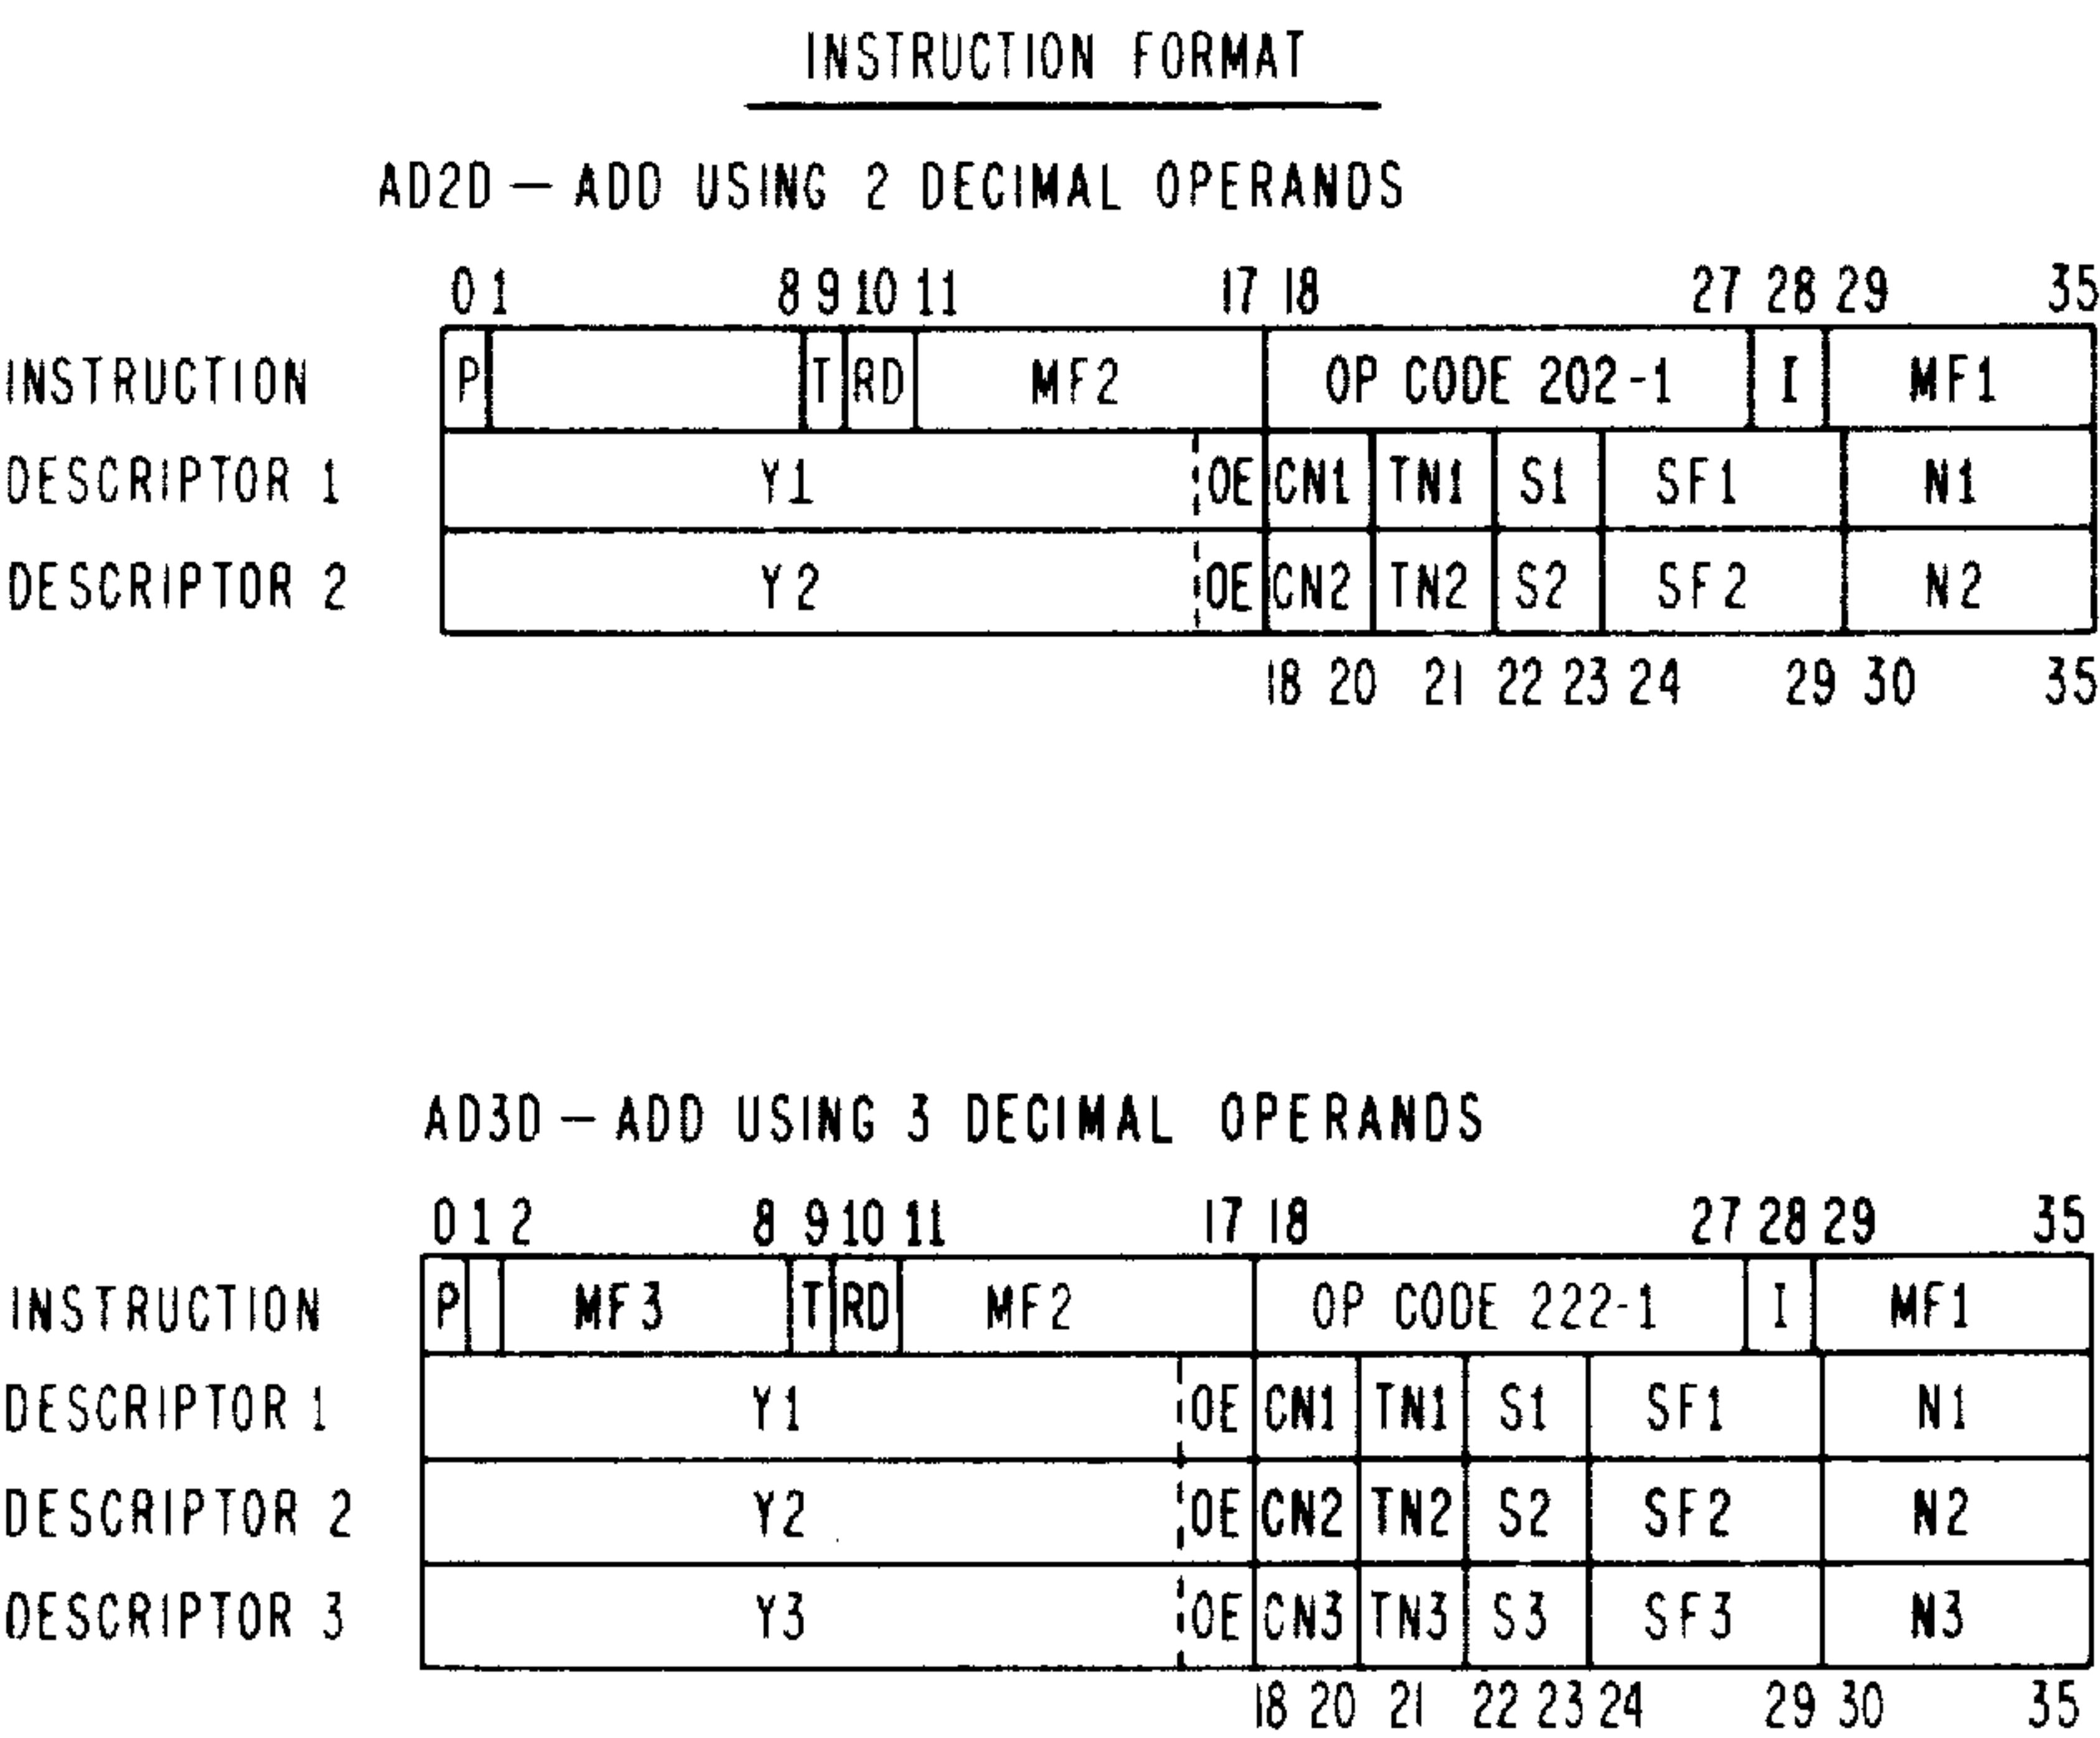 INSTRUCTION FORMAT
AD2D — ADD USING 2 DECIMAL OPERANDS
0 1 8 9 10 11 17 18 27 28 29 35
INSTRUCTION P T RD MF2 OP CODE 202-1 I MF1
DESCRIPTOR 1 Y1 OE CN1 TN1 S1 SF1 N1
DESCRIPTOR 2 Y2 OE CN2 TN2 S2 SF2 N2
18 20 21 22 23 24 29 30 35
AD3D — ADD USING 3 DECIMAL OPERANDS
0 1 2 8 9 10 11 17 18 27 28 29 35
INSTRUCTION P MF3 T RD MF2 OP CODE 222-1 I MF1
DESCRIPTOR 1 Y1 OE CN1 TN1 S1 SF1 N1
DESCRIPTOR 2 Y2 OE CN2 TN2 S2 SF2 N2
DESCRIPTOR 3 Y3 OE CN3 TN3 S3 SF3 N3
18 20 21 22 23 24 29 30 35